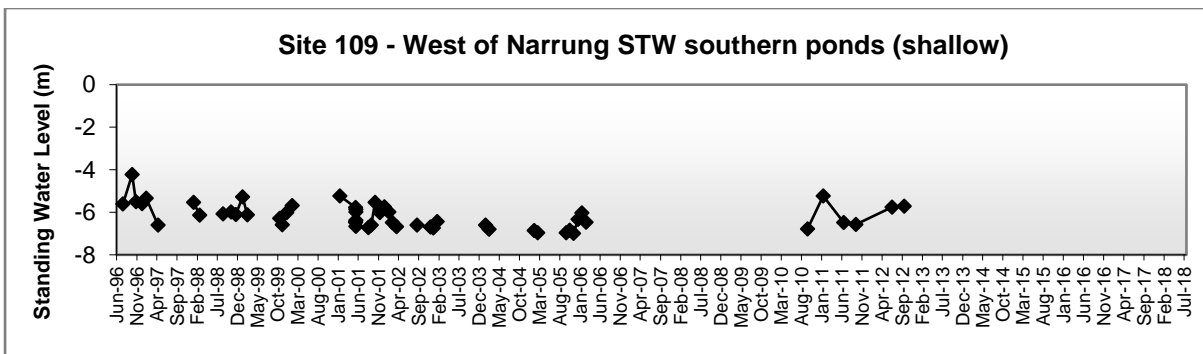 Site 109 - West of Narrung STW southern ponds (shallow)
Standing Water Level (m)
0
-2
-4
-6
-8
Jun-96
Nov-96
Apr-97
Sep-97
Feb-98
Jul-98
Dec-98
May-99
Oct-99
Mar-00
Aug-00
Jan-01
Jun-01
Nov-01
Apr-02
Sep-02
Feb-03
Jul-03
Dec-03
May-04
Oct-04
Mar-05
Aug-05
Jan-06
Jun-06
Nov-06
Apr-07
Sep-07
Feb-08
Jul-08
Dec-08
May-09
Oct-09
Mar-10
Aug-10
Jan-11
Jun-11
Nov-11
Apr-12
Sep-12
Feb-13
Jul-13
Dec-13
May-14
Oct-14
Mar-15
Aug-15
Jan-16
Jun-16
Nov-16
Apr-17
Sep-17
Feb-18
Jul-18